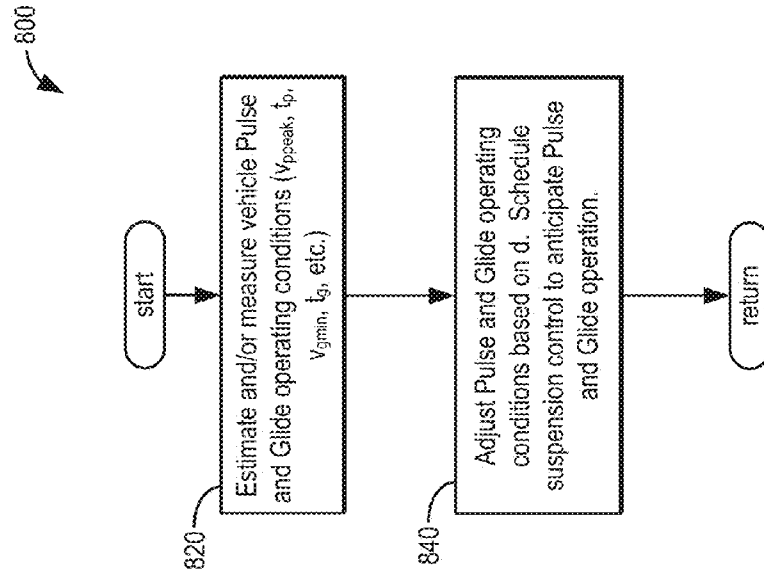 800
start
820
Estimate and/or measure vehicle Pulse
and Glide operating conditions (vppeak, tp,
vgmin, tg, etc.)
840
Adjust Pulse and Glide operating
conditions based on d. Schedule
suspension control to anticipate Pulse
and Glide operation.
return